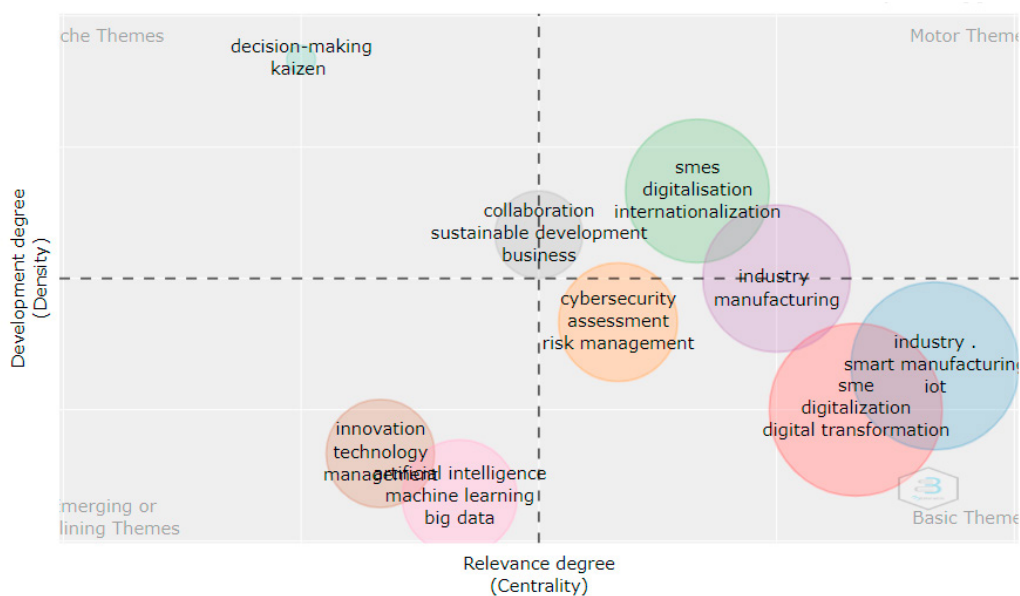 che Themes
Motor Theme
decision-making
kaizen
smes
digitalisation
internationalization
collaboration
sustainable development
business
industry
manufacturing
cybersecurity
assessment
risk management
industry .
smart manufacturing
iot
sme
digitalization
digital transformation
innovation
technology
management
artificial intelligence
machine learning
big data
merging or
lining Themes
Basic Theme
Development degree
(Density)
Relevance degree
(Centrality)